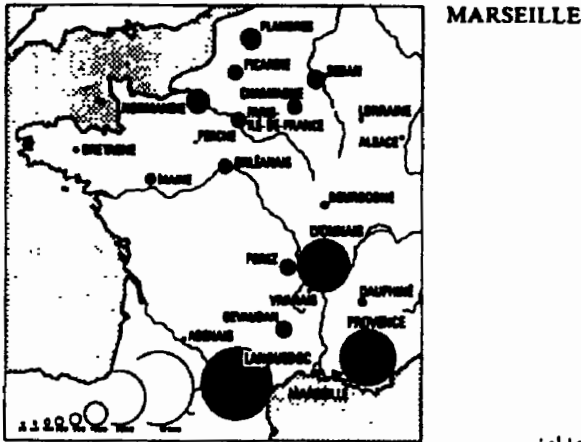 MARSEILLE
FLANDRES
PICARDIE
SEDAN
CHAMPAGNE
NORMANDIE
LORRAINE
PARIS
ILE-DE-FRANCE
PERCHE
ALSACE
BRETAGNE
ORLÉANAIS
MAINE
BOURGOGNE
LYONNAIS
FOREZ
VIVARAIS
DAUPHINÉ
GEVAUDAN
PROVENCE
AGENAIS
LANGUEDOC
MARSEILLE